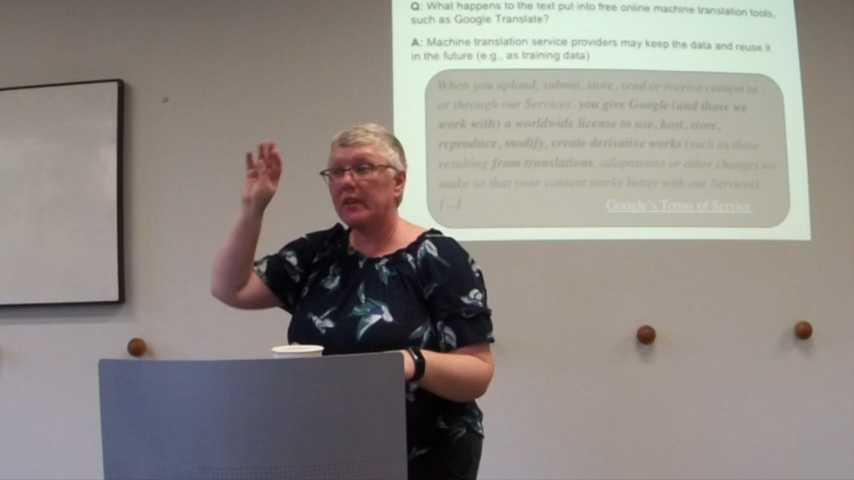 Q: What happens to the text put into free online machine translation tools,
such as Google Translate?
A: Machine translation service providers may keep the data and reuse it
in the future (e.g., as training data)
When you upload, submit, store, send or receive content to
or through our Services, you give Google (and those we
work with) a worldwide license to use, host, store,
reproduce, modify, create derivative works (such as those
resulting from translations, adaptations or other changes we
make so that your content works better with our Services)
[...]
Google's Terms of Service